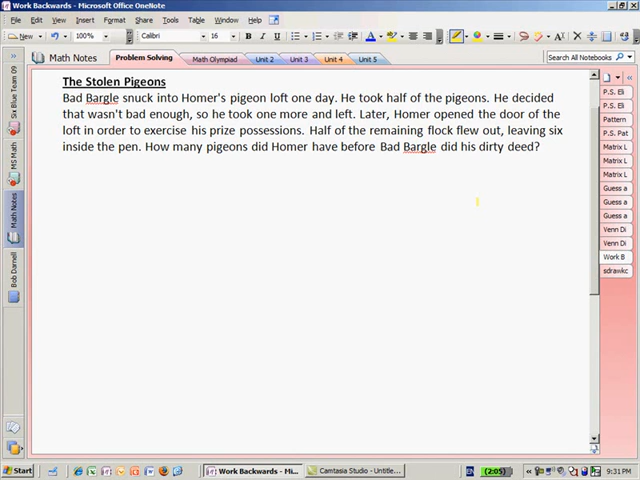 Work Backwards - Microsoft Office OneNote
File Edit View Insert Format Share Tools Table Window Help
New 100% Calibri 16 B I U A
Math Notes Problem Solving Math Olympiad Unit 2 Unit 3 Unit 4 Unit 5 Search All Notebooks
The Stolen Pigeons
Bad Bargle snuck into Homer's pigeon loft one day. He took half of the pigeons. He decided
that wasn't bad enough, so he took one more and left. Later, Homer opened the door of the
loft in order to exercise his prize possessions. Half of the remaining flock flew out, leaving six
inside the pen. How many pigeons did Homer have before Bad Bargle did his dirty deed?
Six Blue Team 09
MS Math
Math Notes
Bob Darnell
P.S. Eli
P.S. Eli
Pattern
P.S. Pat
Matrix L
Matrix L
Matrix L
Guess a
Guess a
Guess a
Venn Di
Venn Di
Work B
sdrawkc
Start Work Backwards - Mi... Camtasia Studio - Untitle... EN (2:05) 9:31 PM